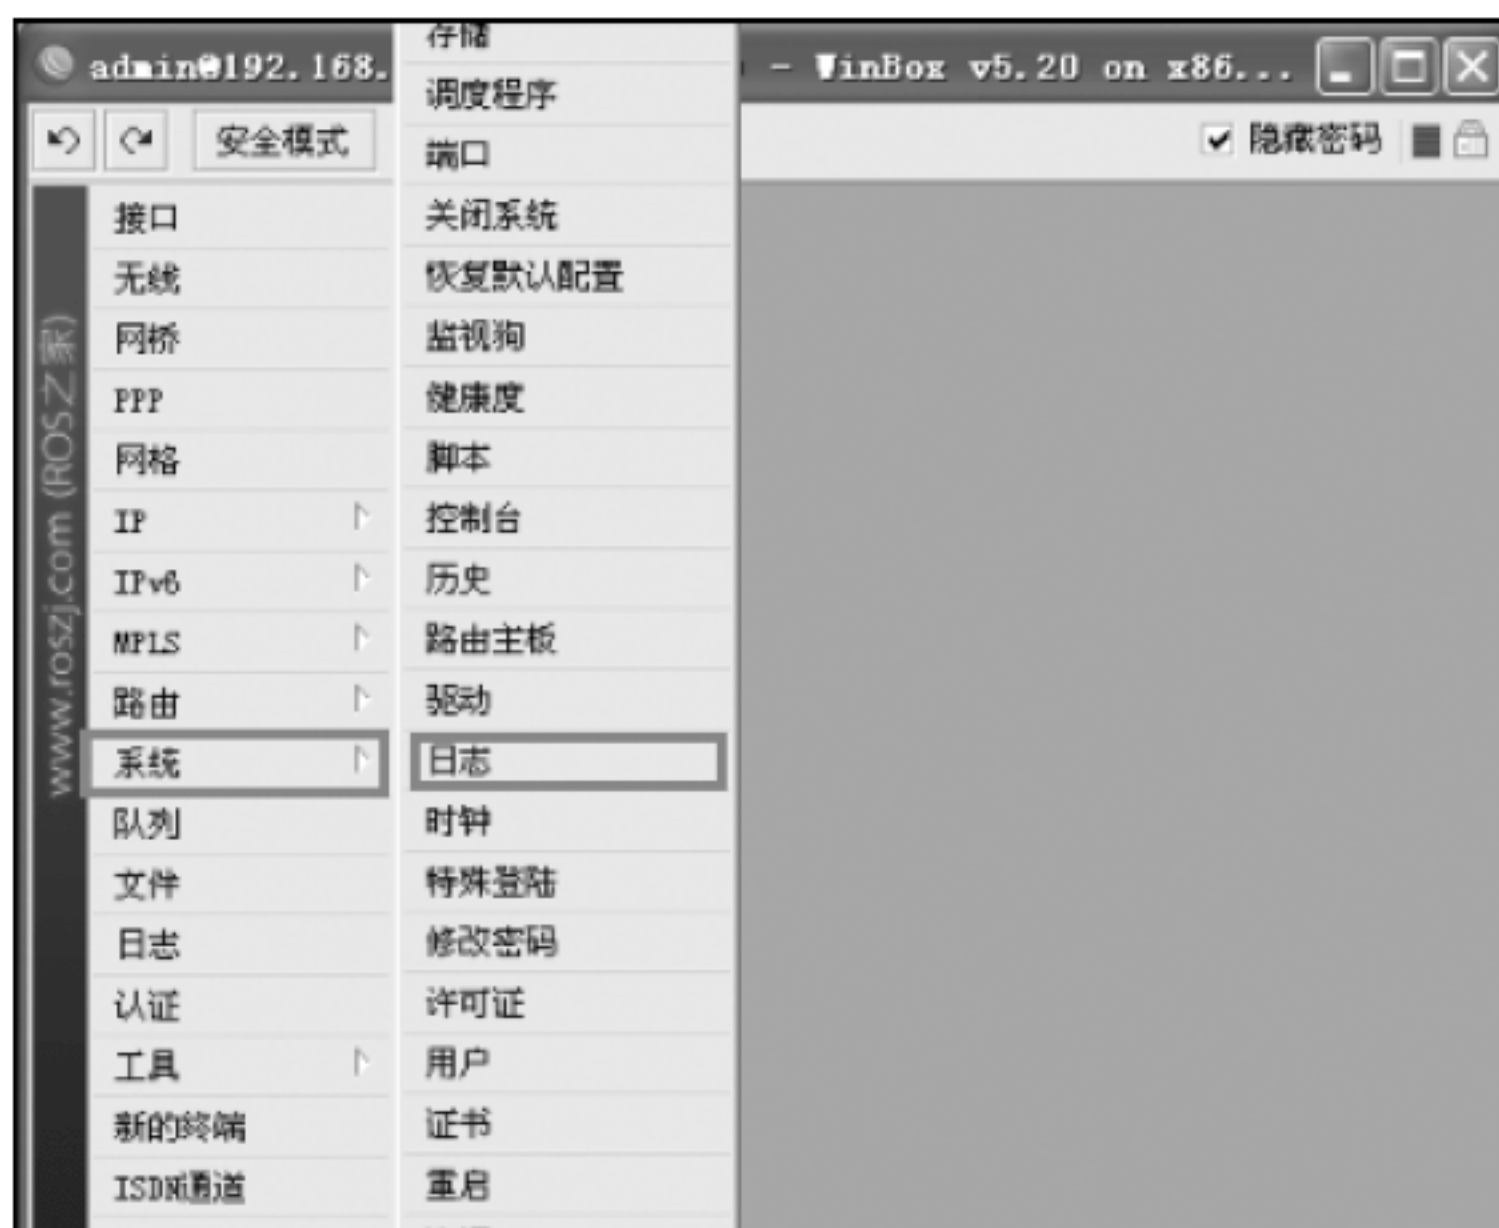 admin@192.168.
- WinBox v5.20 on x86...
安全模式
隐藏密码
www.roszj.com (ROS之家)
接口
无线
网桥
PPP
网格
IP
IPv6
MPLS
路由
系统
队列
文件
日志
认证
工具
新的终端
ISDN通道
存储
调度程序
端口
关闭系统
恢复默认配置
监视狗
健康度
脚本
控制台
历史
路由主板
驱动
日志
时钟
特殊登陆
修改密码
许可证
用户
证书
重启